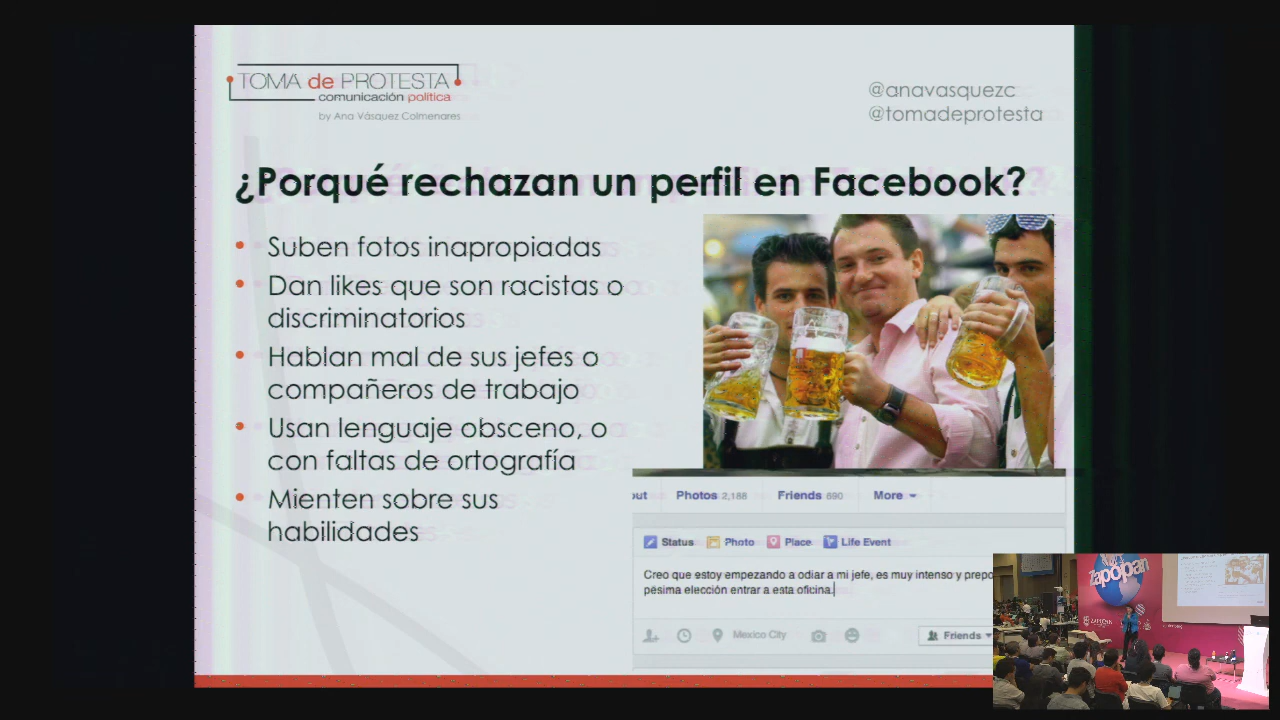 TOMA de PROTESTA
comunicación política
by Ana Vásquez Colmenares
@anavasquezc
@tomadeprotesta
¿Porqué rechazan un perfil en Facebook?
• Suben fotos inapropiadas
• Dan likes que son racistas o
discriminatorios
• Hablan mal de sus jefes o
compañeros de trabajo
• Usan lenguaje obsceno, o
con faltas de ortografía
• Mienten sobre sus
habilidades
out Photos 2,188 Friends 690 More
Status Photo Place Life Event
Creo que estoy empezando a odiar a mi jefe, es muy intenso y prepo
pésima elección entrar a esta oficina.
Mexico City Friends
Zapopan